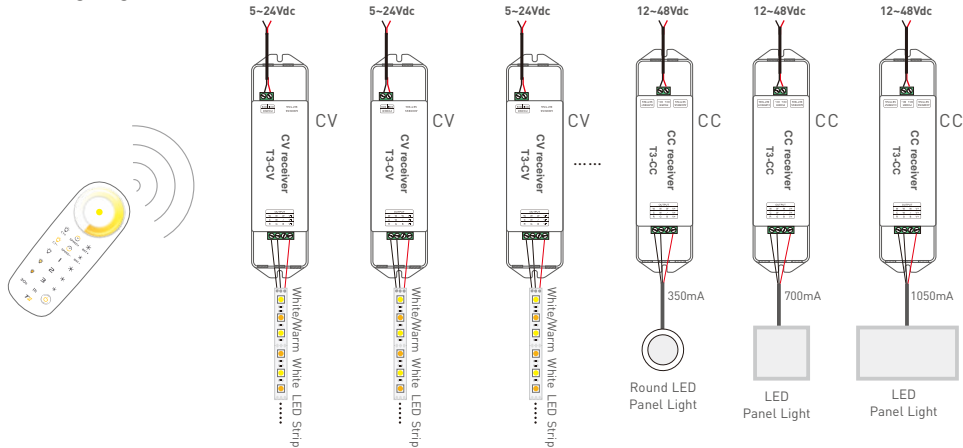 5~24Vdc
5~24Vdc
5~24Vdc
12~48Vdc
12~48Vdc
12~48Vdc
CV
CV
CV
CC
CC
CC
CV receiver
T3-CV
CV receiver
T3-CV
CV receiver
T3-CV
CC receiver
T3-CC
CC receiver
T3-CC
CC receiver
T3-CC
......
White/Warm White LED Strip
White/Warm White LED Strip
White/Warm White LED Strip
350mA
700mA
1050mA
Round LED
Panel Light
LED
Panel Light
LED
Panel Light